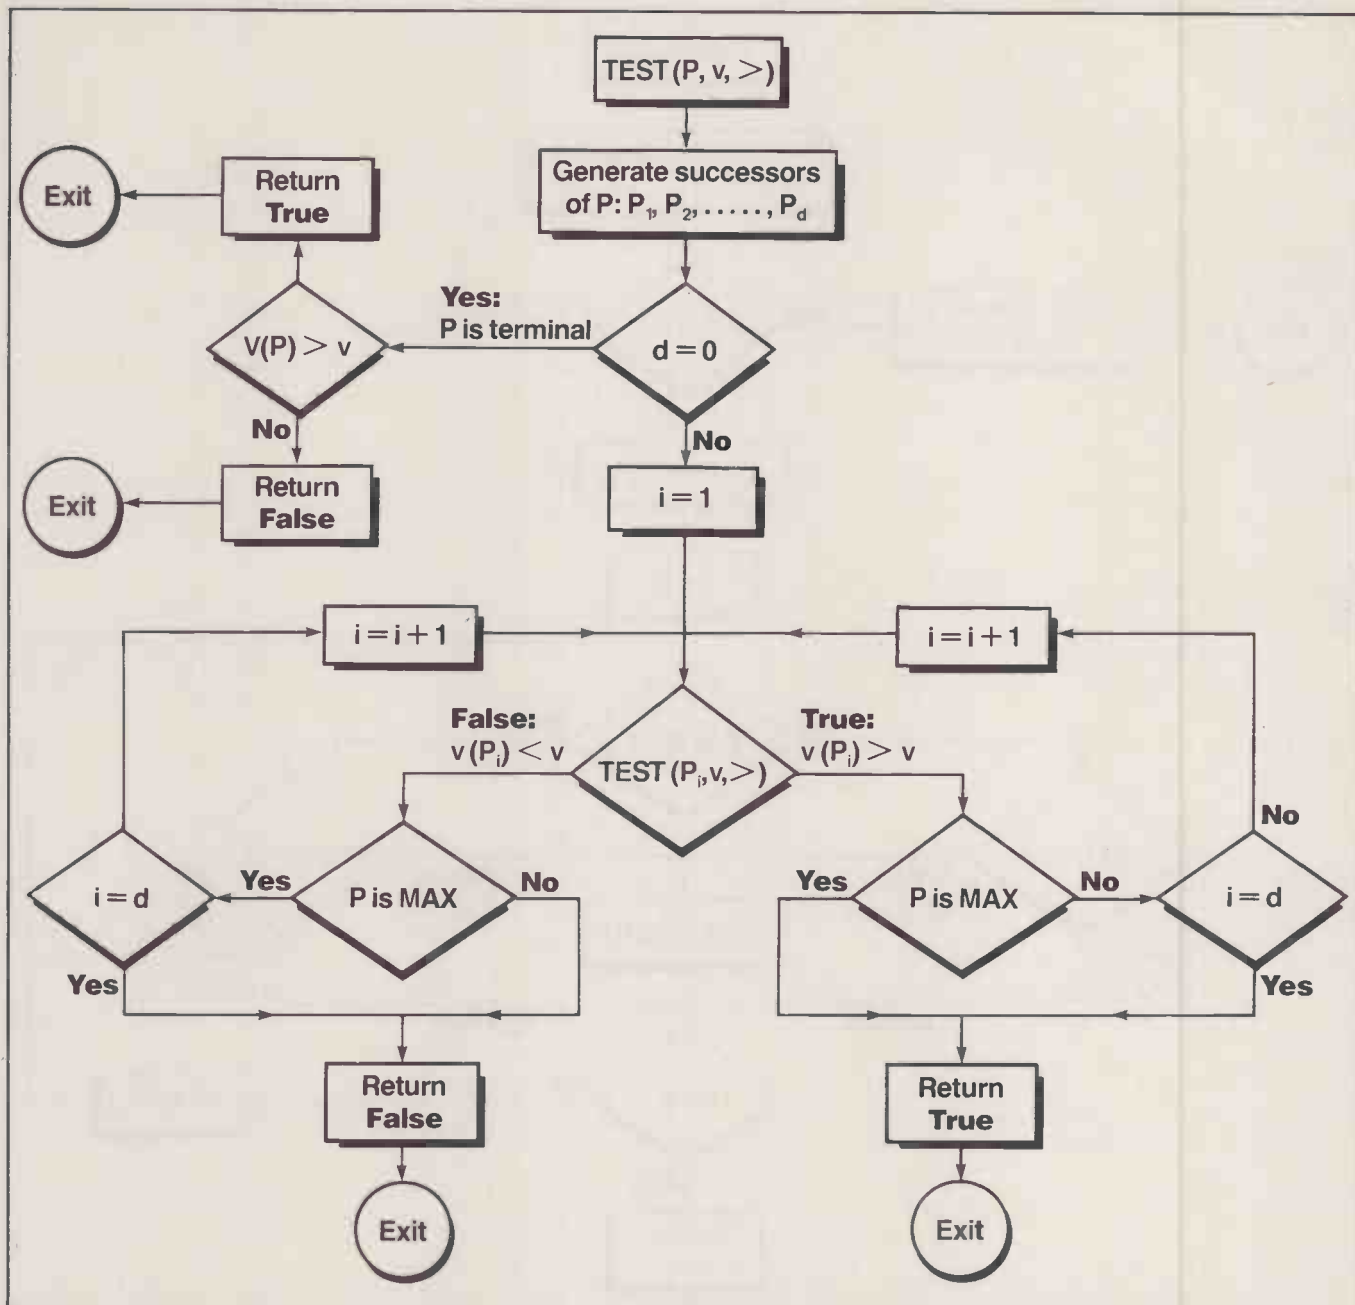 TEST (P, v, >)
Generate successors
of P: P₁, P₂, . . . . ., P_d
Exit
Return
True
Yes:
P is terminal
V(P) > v
d = 0
No
No
Exit
Return
False
i = 1
i = i + 1
i = i + 1
False:
v (Pᵢ) < v
True:
v (Pᵢ) > v
TEST (Pᵢ, v, >)
No
i = d
Yes
P is MAX
No
Yes
P is MAX
No
i = d
Yes
Yes
Return
False
Return
True
Exit
Exit